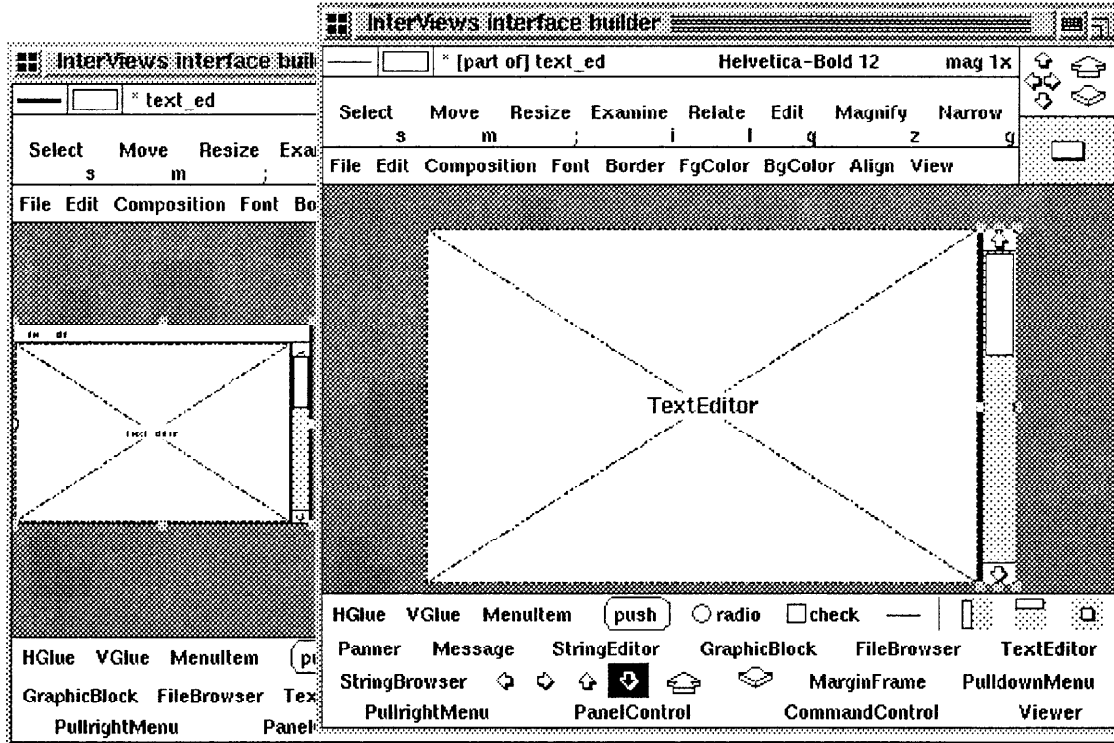 InterViews interface buil
* text_ed
Select Move Resize Exa
s m ;
File Edit Composition Font Bo
HGlue VGlue MenuItem
GraphicBlock FileBrowser Tex
PullrightMenu Panel
InterViews interface builder
* [part of] text_ed Helvetica-Bold 12 mag 1x
Select Move Resize Examine Relate Edit Magnify Narrow
s m ; i l q z g
File Edit Composition Font Border FgColor BgColor Align View
TextEditor
HGlue VGlue MenuItem push radio check
Panner Message StringEditor GraphicBlock FileBrowser TextEditor
StringBrowser MarginFrame PulldownMenu
PullrightMenu PanelControl CommandControl Viewer